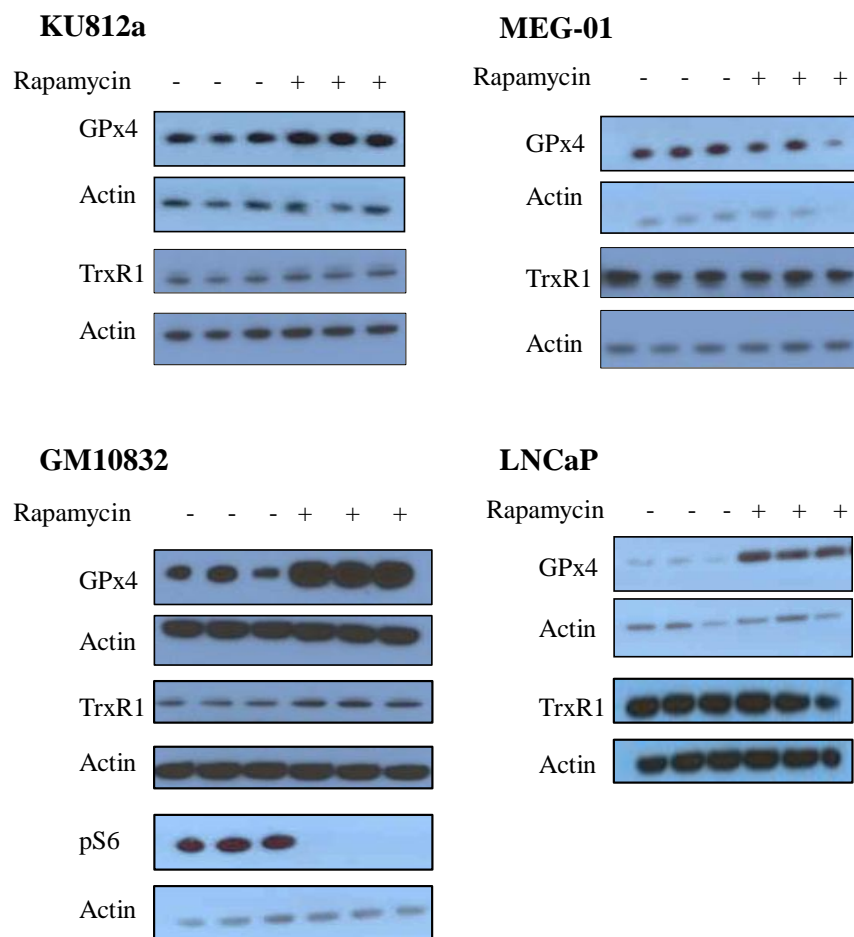 KU812a
Rapamycin - - - + + +
GPx4
Actin
TrxR1
Actin
MEG-01
Rapamycin - - - + + +
GPx4
Actin
TrxR1
Actin
GM10832
Rapamycin - - - + + +
GPx4
Actin
TrxR1
Actin
pS6
Actin
LNCaP
Rapamycin - - - + + +
GPx4
Actin
TrxR1
Actin